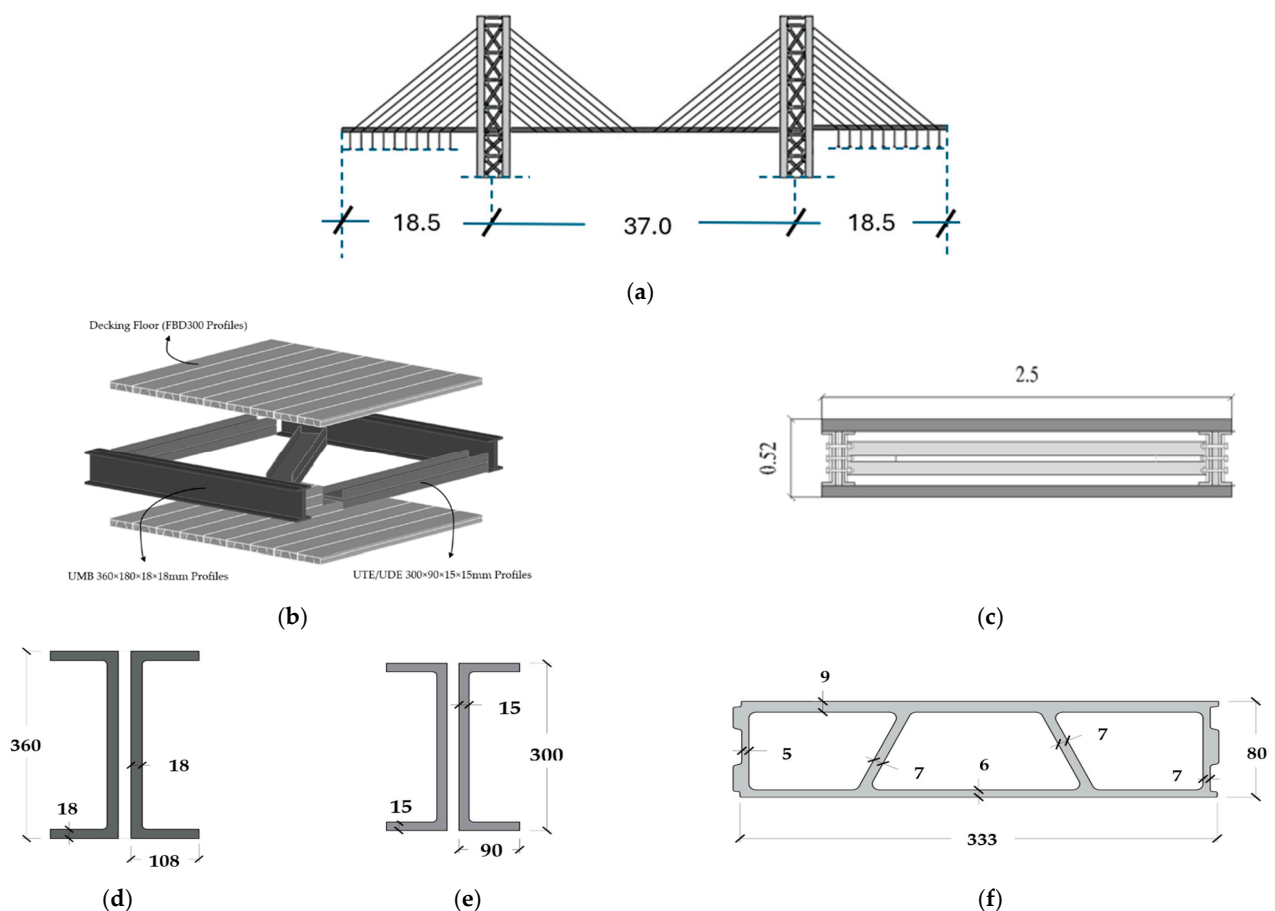 18.5
37.0
18.5
(a)
Decking Floor (FBD300 Profiles)
UMB 360×180×18×18mm Profiles
UTE/UDE 300×90×15×15mm Profiles
(b)
2.5
0.52
(c)
360
18
18
108
(d)
15
300
15
90
(e)
9
5
7
6
7
7
80
333
(f)